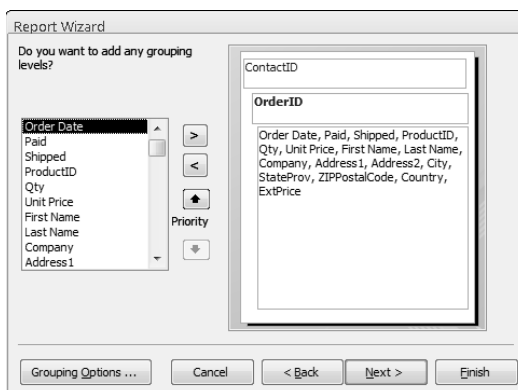 Report Wizard
Do you want to add any grouping
levels?
Order Date
Paid
Shipped
ProductID
Qty
Unit Price
First Name
Last Name
Company
Address1
>
<
Priority
ContactID
OrderID
Order Date, Paid, Shipped, ProductID,
Qty, Unit Price, First Name, Last Name,
Company, Address1, Address2, City,
StateProv, ZIPPostalCode, Country,
ExtPrice
Grouping Options ...
Cancel
< Back
Next >
Finish